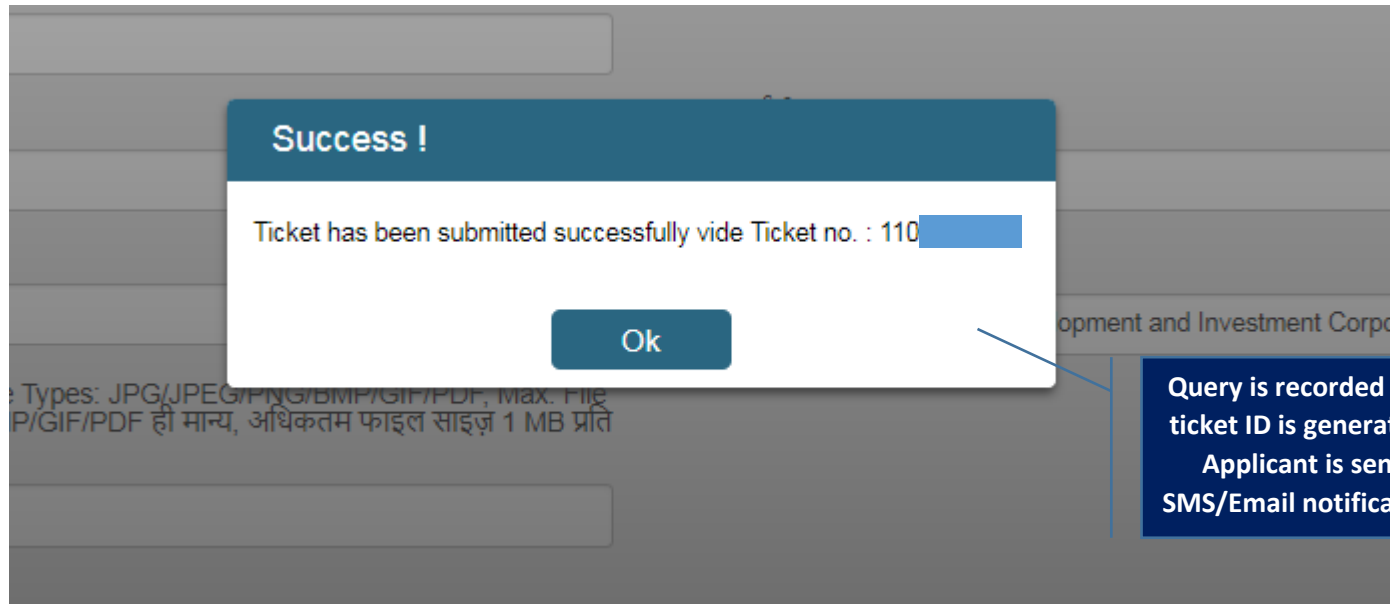 Success !
Ticket has been submitted successfully vide Ticket no. : 110
Ok
opment and Investment Corpo
e Types: JPG/JPEG/PNG/BMP/GIF/PDF, Max. File
P/GIF/PDF ही मान्य, अधिकतम फाइल साइज़ 1 MB प्रति
Query is recorded
ticket ID is generat
Applicant is sen
SMS/Email notifica